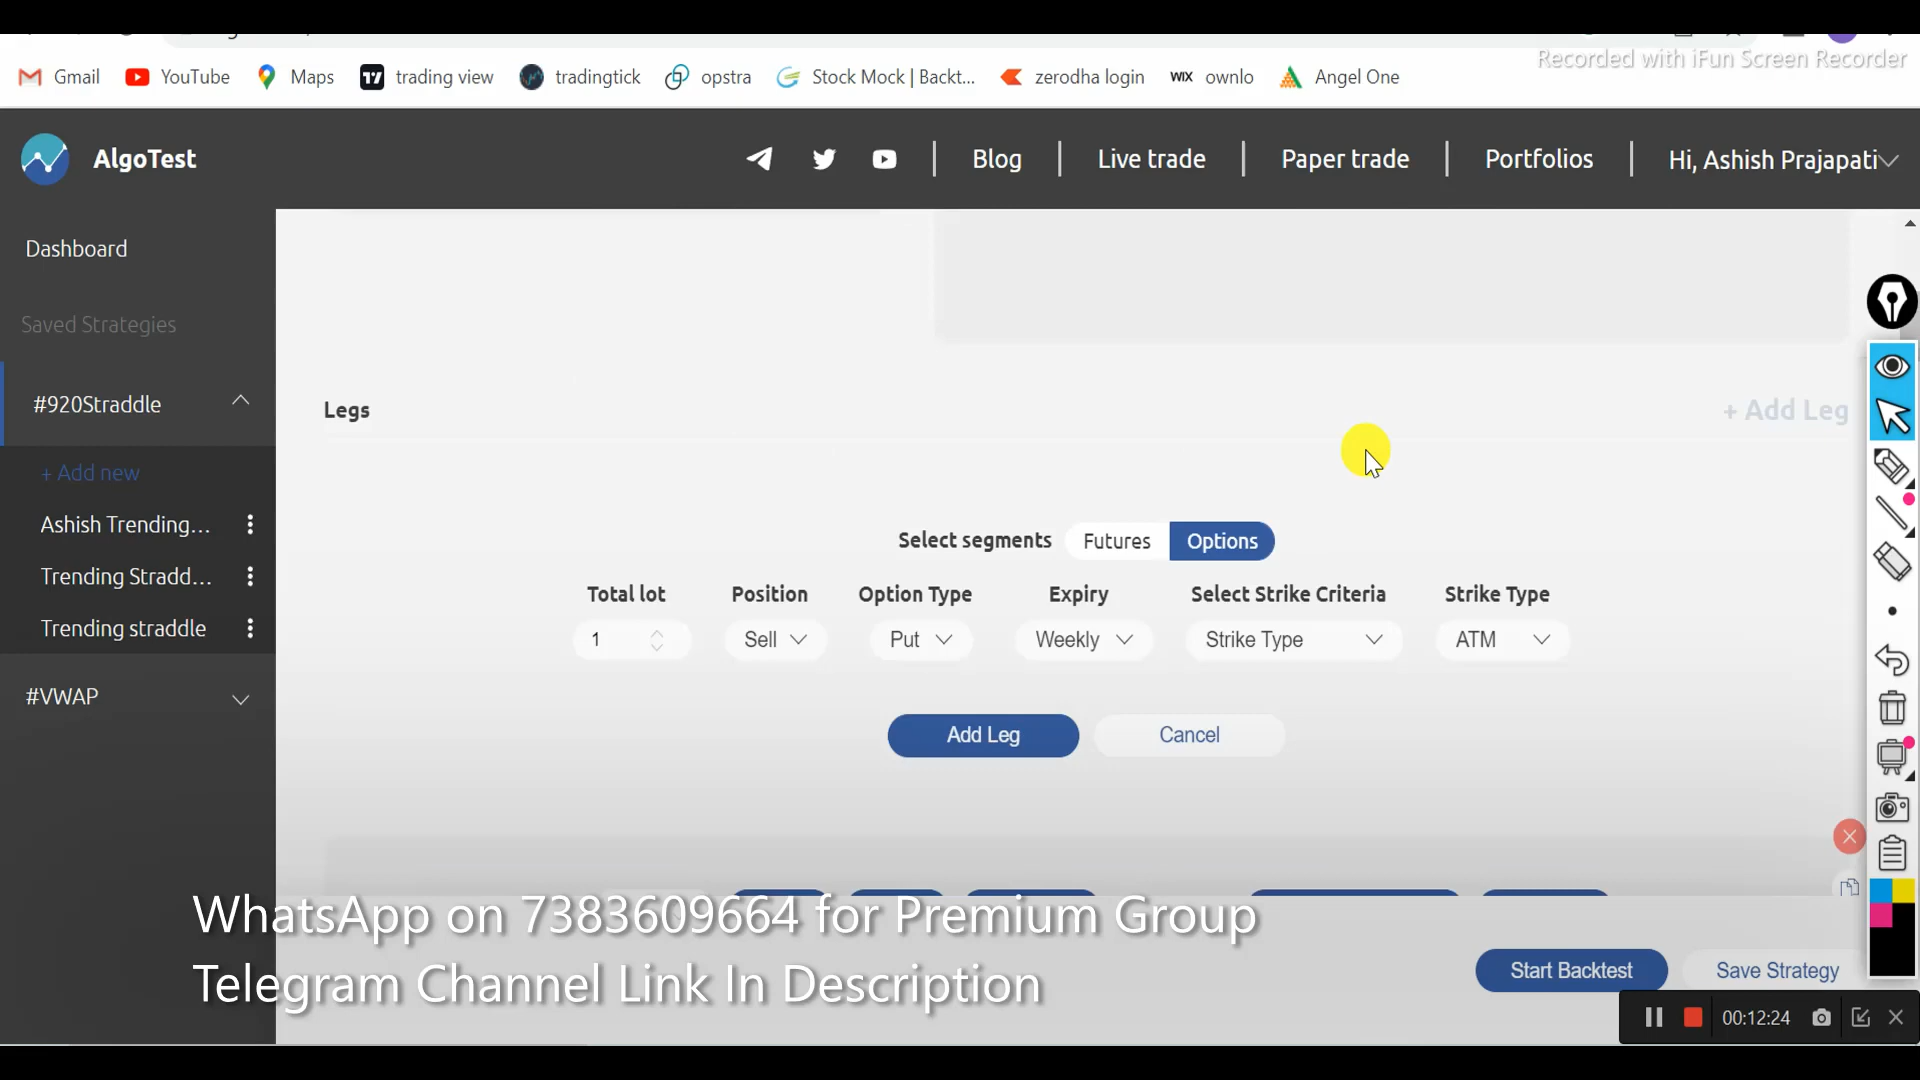 Recorded with iFun Screen Recorder
Gmail YouTube Maps trading view tradingtick opstra Stock Mock | Backt... zerodha login WIX ownlo Angel One
AlgoTest Blog Live trade Paper trade Portfolios Hi, Ashish Prajapati
Dashboard
Saved Strategies
#920Straddle
+ Add new
Ashish Trending...
Trending Stradd...
Trending straddle
#VWAP
Legs + Add Leg
Select segments Futures Options
Total lot Position Option Type Expiry Select Strike Criteria Strike Type
1 Sell Put Weekly Strike Type ATM
Add Leg Cancel
WhatsApp on 7383609664 for Premium Group
Telegram Channel Link In Description
Start Backtest Save Strategy
00:12:24